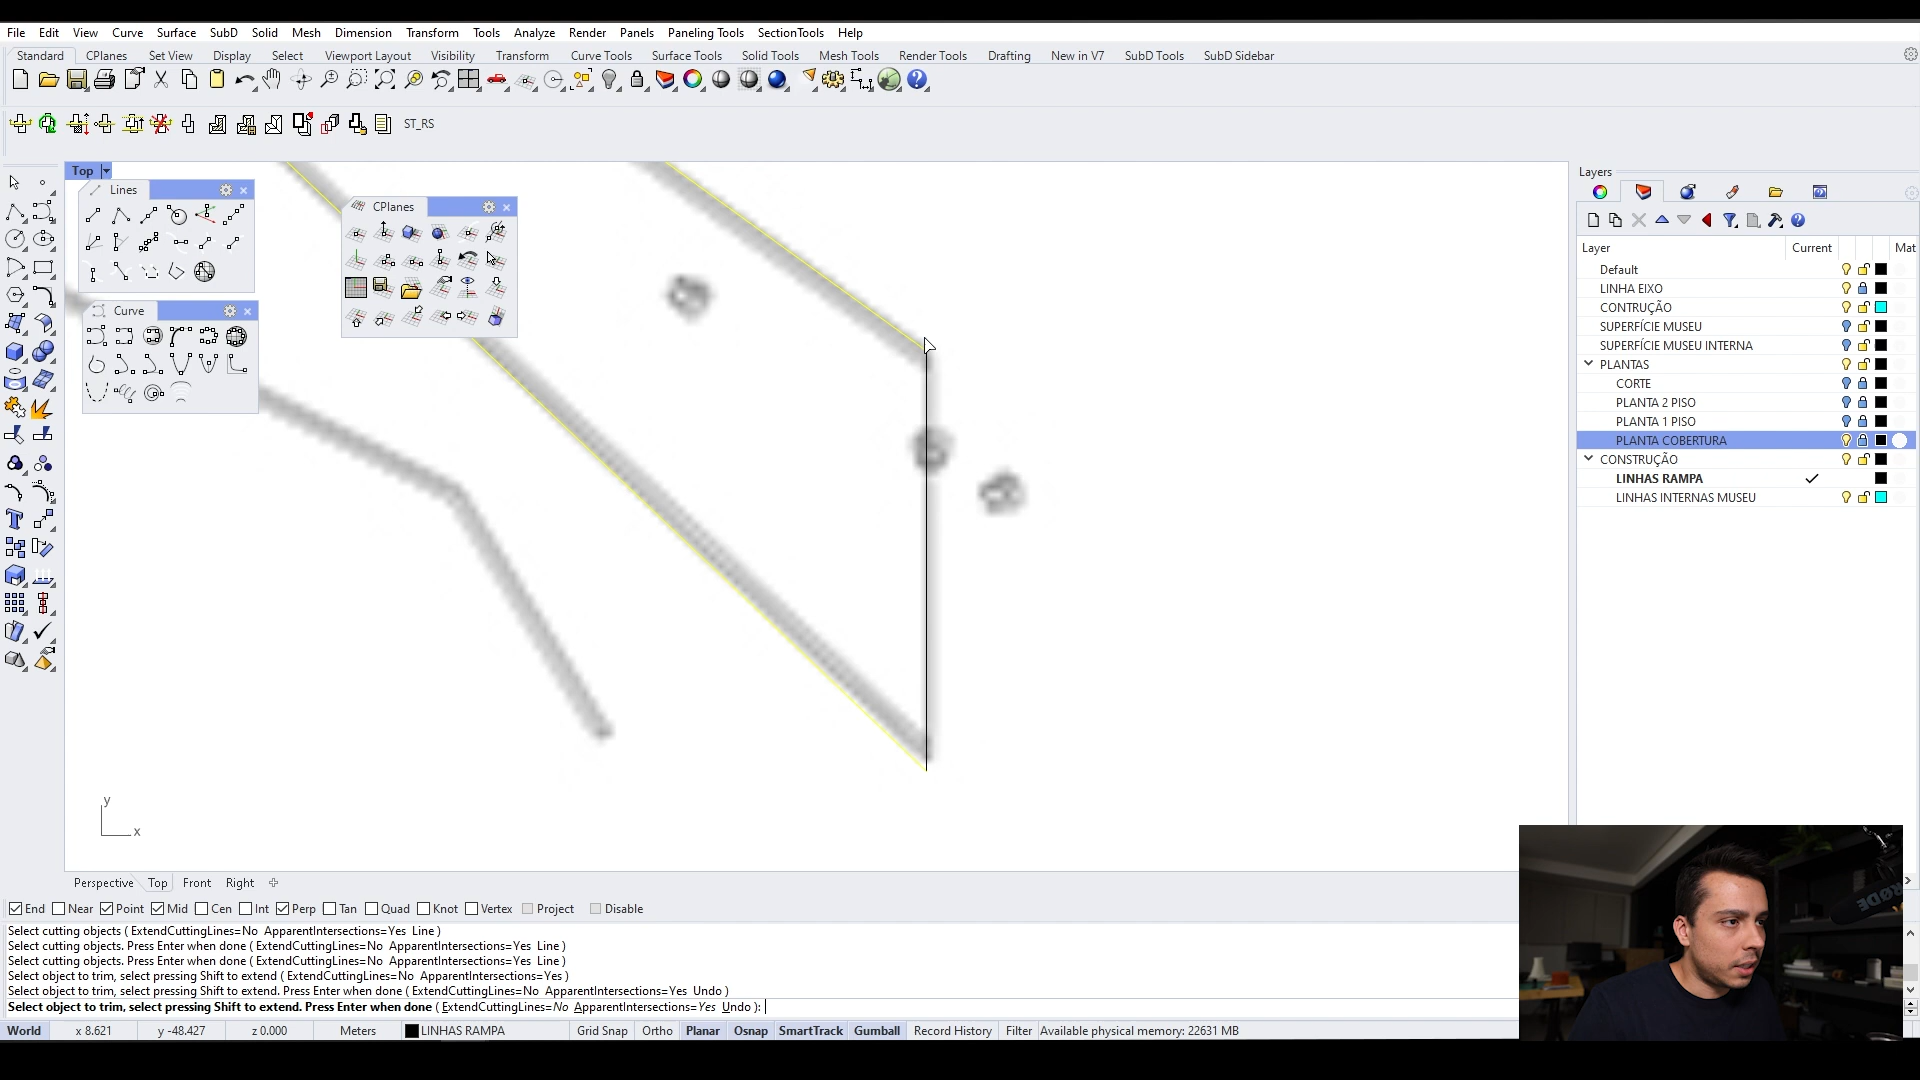 File Edit View Curve Surface SubD Solid Mesh Dimension Transform Tools Analyze Render Panels Paneling Tools SectionTools Help
Standard CPlanes Set View Display Select Viewport Layout Visibility Transform Curve Tools Surface Tools Solid Tools Mesh Tools Render Tools Drafting New in V7 SubD Tools SubD Sidebar
ST_RS
Top
Lines
CPlanes
Curve
y
x
Layers
Layer Current Mat
Default
LINHA EIXO
CONTRUÇÃO
SUPERFÍCIE MUSEU
SUPERFÍCIE MUSEU INTERNA
PLANTAS
CORTE
PLANTA 2 PISO
PLANTA 1 PISO
PLANTA COBERTURA
CONSTRUÇÃO
LINHAS RAMPA
LINHAS INTERNAS MUSEU
RØDE
Perspective Top Front Right
End Near Point Mid Cen Int Perp Tan Quad Knot Vertex Project Disable
Select cutting objects ( ExtendCuttingLines=No ApparentIntersections=Yes Line )
Select cutting objects. Press Enter when done ( ExtendCuttingLines=No ApparentIntersections=Yes Line )
Select cutting objects. Press Enter when done ( ExtendCuttingLines=No ApparentIntersections=Yes Line )
Select object to trim, select pressing Shift to extend ( ExtendCuttingLines=No ApparentIntersections=Yes )
Select object to trim, select pressing Shift to extend. Press Enter when done ( ExtendCuttingLines=No ApparentIntersections=Yes Undo )
Select object to trim, select pressing Shift to extend. Press Enter when done ( ExtendCuttingLines=No ApparentIntersections=Yes Undo ):
World x 8.621 y -48.427 z 0.000 Meters LINHAS RAMPA Grid Snap Ortho Planar Osnap SmartTrack Gumball Record History Filter Available physical memory: 22631 MB